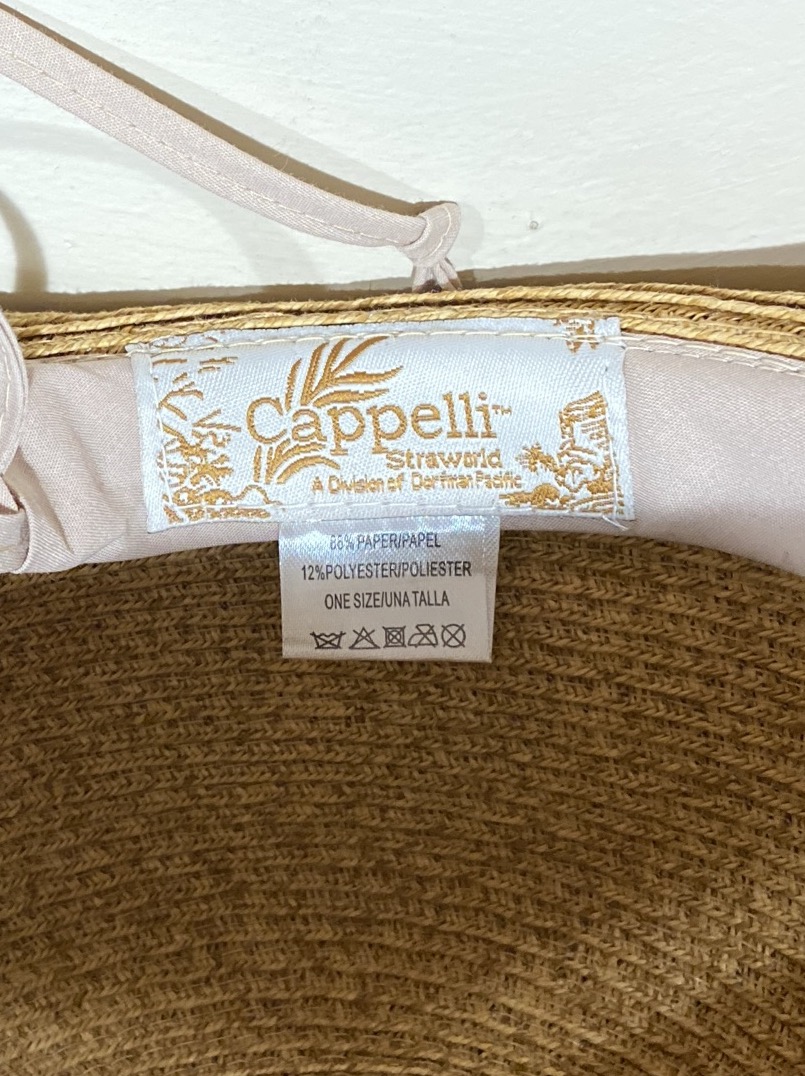 Cappelli™
Straworld
A Division of Dorfman Pacific
88% PAPER/PAPEL
12%POLYESTER/POLIESTER
ONE SIZE/UNA TALLA